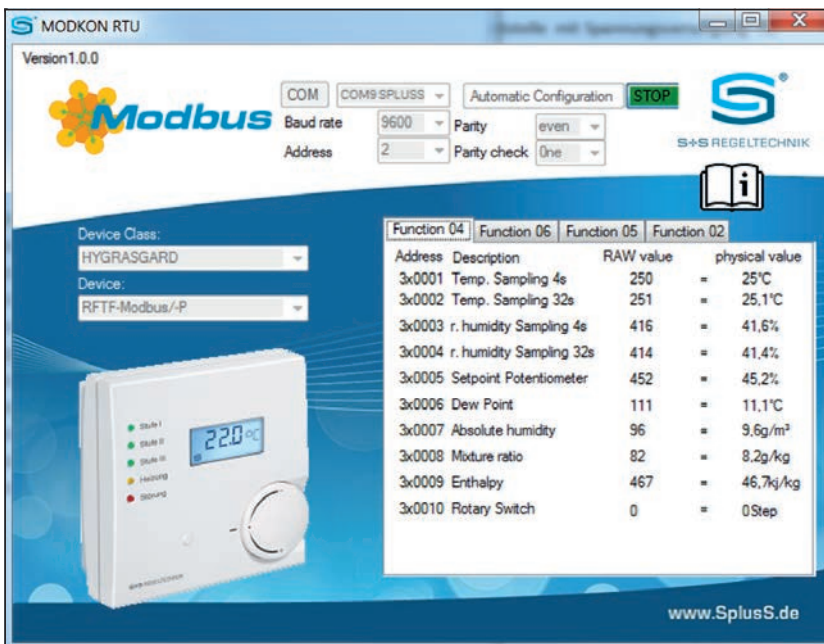 MODKON RTU
Version1.0.0
Modbus
COM COM9 SPLUSS Automatic Configuration STOP
Baud rate 9600 Parity even
Address 2 Parity check One
S+S REGELTECHNIK
i
Device Class:
HYGRASGARD
Device:
RFTF-Modbus/-P
Function 04 Function 06 Function 05 Function 02
Address Description RAW value physical value
3x0001 Temp. Sampling 4s 250 = 25°C
3x0002 Temp. Sampling 32s 251 = 25,1°C
3x0003 r. humidity Sampling 4s 416 = 41,6%
3x0004 r. humidity Sampling 32s 414 = 41,4%
3x0005 Setpoint Potentiometer 452 = 45,2%
3x0006 Dew Point 111 = 11,1°C
3x0007 Absolute humidity 96 = 9,6g/m³
3x0008 Mixture ratio 82 = 8,2g/kg
3x0009 Enthalpy 467 = 46,7kj/kg
3x0010 Rotary Switch 0 = 0Step
Stufe I
Stufe II
Stufe III
Heizung
Störung
22.0 °C
S+S REGELTECHNIK
www.SplusS.de